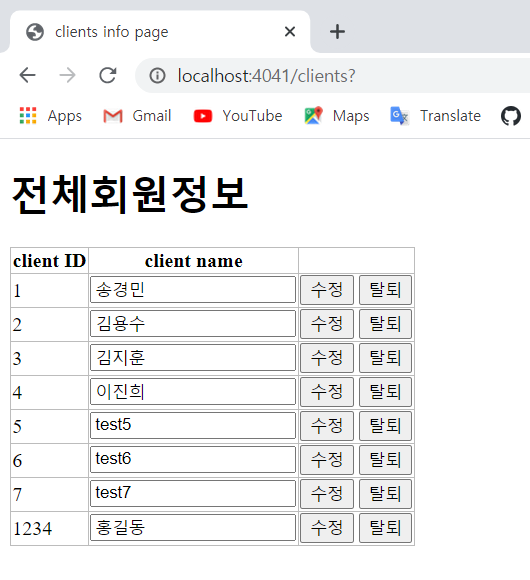 clients info page
localhost:4041/clients?
Apps Gmail YouTube Maps Translate
전체회원정보
client ID client name
1 송경민 수정 탈퇴
2 김용수 수정 탈퇴
3 김지훈 수정 탈퇴
4 이진희 수정 탈퇴
5 test5 수정 탈퇴
6 test6 수정 탈퇴
7 test7 수정 탈퇴
1234 홍길동 수정 탈퇴